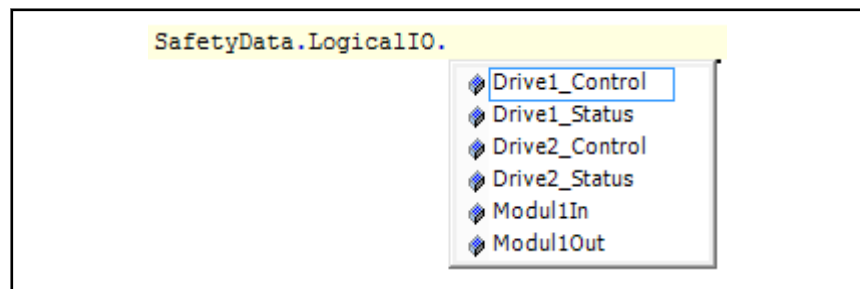 SafetyData.LogicalIO.
Drive1_Control
Drive1_Status
Drive2_Control
Drive2_Status
Modul1In
Modul1Out